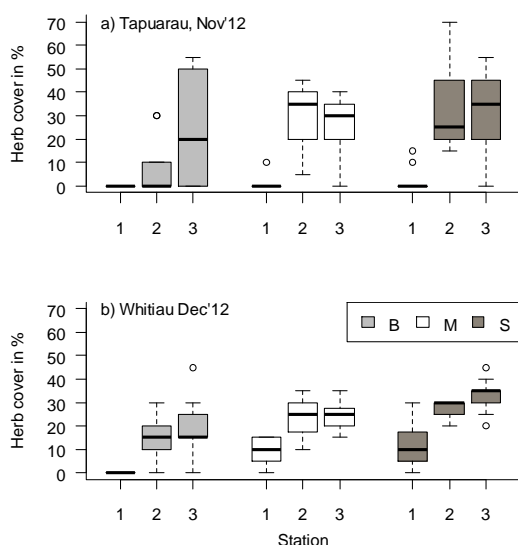 a) Tapuarau, Nov'12
Herb cover in %
70
60
50
40
30
20
10
0
1 2 3 1 2 3 1 2 3
b) Whitiau Dec'12
B M S
Herb cover in %
70
60
50
40
30
20
10
0
1 2 3 1 2 3 1 2 3
Station